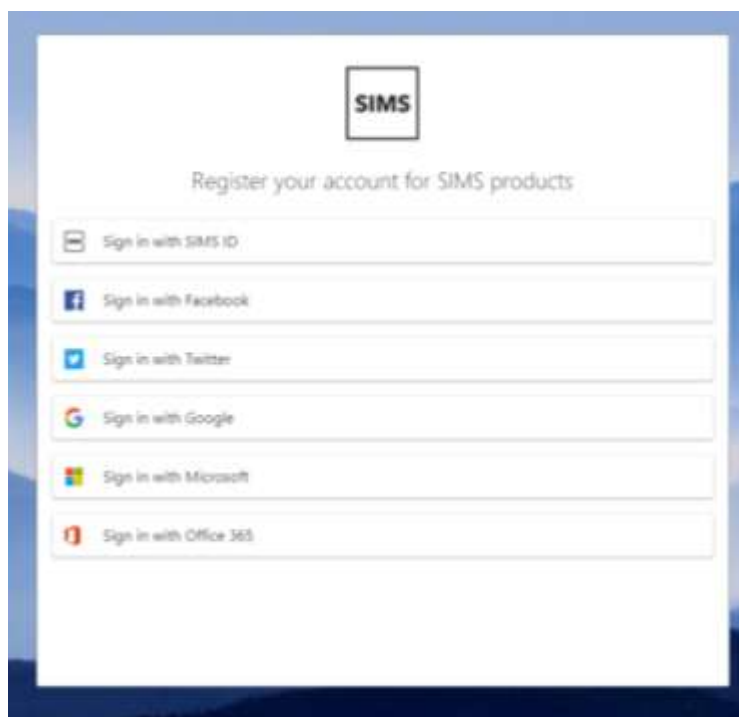 SIMS
Register your account for SIMS products
Sign in with SIMS ID
Sign in with Facebook
Sign in with Twitter
Sign in with Google
Sign in with Microsoft
Sign in with Office 365